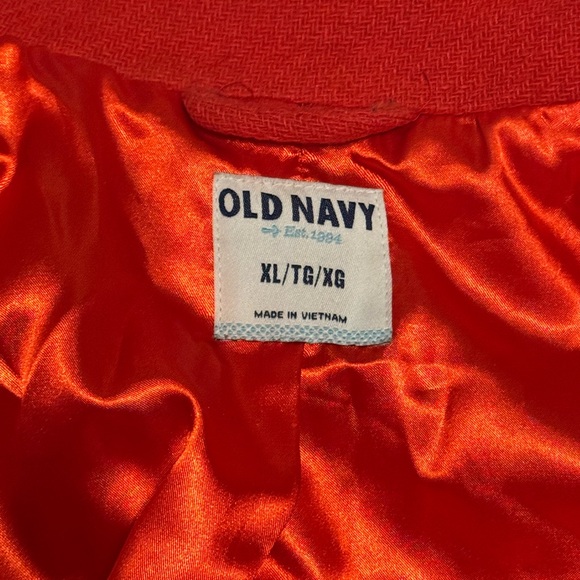 OLD NAVY
Est. 1994
XL/TG/XG
MADE IN VIETNAM